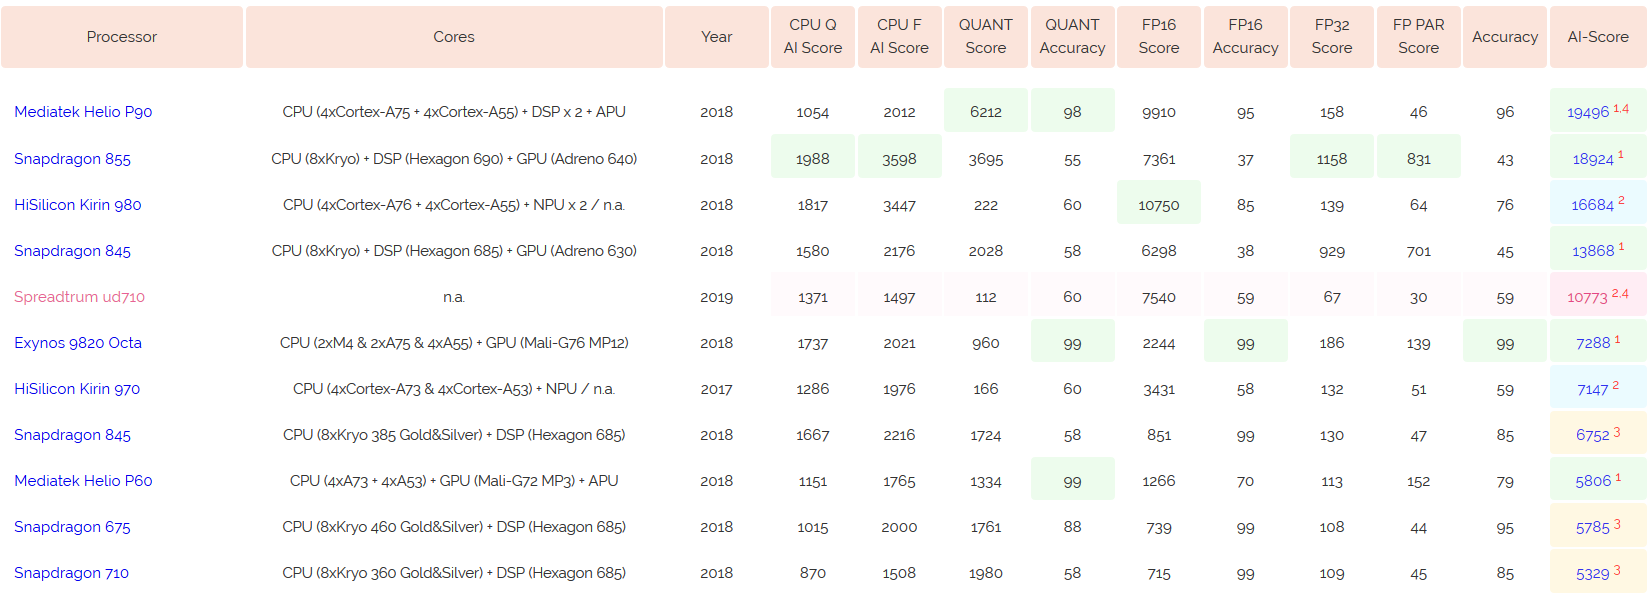 Processor Cores Year CPU Q AI Score CPU F AI Score QUANT Score QUANT Accuracy FP16 Score FP16 Accuracy FP32 Score FP PAR Score Accuracy AI-Score
Mediatek Helio P90 CPU (4xCortex-A75 + 4xCortex-A55) + DSP x 2 + APU 2018 1054 2012 6212 98 9910 95 158 46 96 19496 1,4
Snapdragon 855 CPU (8xKryo) + DSP (Hexagon 690) + GPU (Adreno 640) 2018 1988 3598 3695 55 7361 37 1158 831 43 18924 1
HiSilicon Kirin 980 CPU (4xCortex-A76 + 4xCortex-A55) + NPU x 2 / n.a. 2018 1817 3447 222 60 10750 85 139 64 76 16684 2
Snapdragon 845 CPU (8xKryo) + DSP (Hexagon 685) + GPU (Adreno 630) 2018 1580 2176 2028 58 6298 38 929 701 45 13868 1
Spreadtrum ud710 n.a. 2019 1371 1497 112 60 7540 59 67 30 59 10773 2,4
Exynos 9820 Octa CPU (2xM4 & 2xA75 & 4xA55) + GPU (Mali-G76 MP12) 2018 1737 2021 960 99 2244 99 186 139 99 7288 1
HiSilicon Kirin 970 CPU (4xCortex-A73 & 4xCortex-A53) + NPU / n.a. 2017 1286 1976 166 60 3431 58 132 51 59 7147 2
Snapdragon 845 CPU (8xKryo 385 Gold&Silver) + DSP (Hexagon 685) 2018 1667 2216 1724 58 851 99 130 47 85 6752 3
Mediatek Helio P60 CPU (4xA73 + 4xA53) + GPU (Mali-G72 MP3) + APU 2018 1151 1765 1334 99 1266 70 113 152 79 5806 1
Snapdragon 675 CPU (8xKryo 460 Gold&Silver) + DSP (Hexagon 685) 2018 1015 2000 1761 88 739 99 108 44 95 5785 3
Snapdragon 710 CPU (8xKryo 360 Gold&Silver) + DSP (Hexagon 685) 2018 870 1508 1980 58 715 99 109 45 85 5329 3